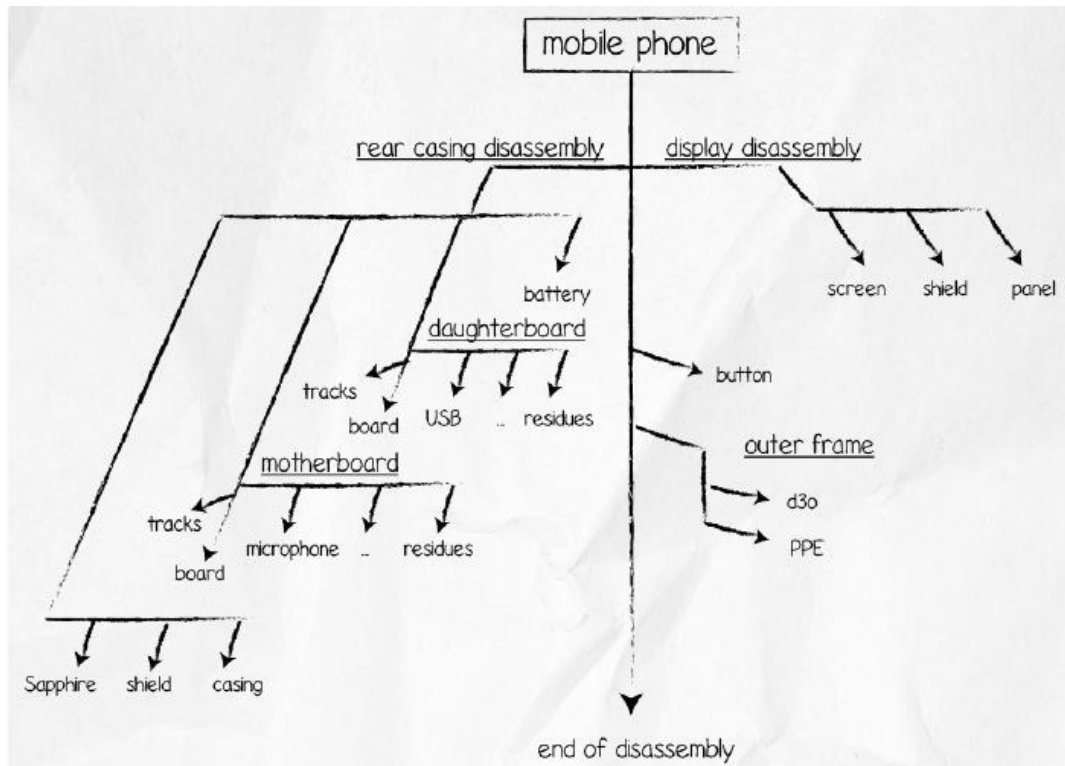 mobile phone
rear casing disassembly
display disassembly
screen
shield
panel
battery
daughterboard
tracks
board
USB
...
residues
button
motherboard
outer frame
tracks
board
microphone
...
residues
d3o
PPE
Sapphire
shield
casing
end of disassembly